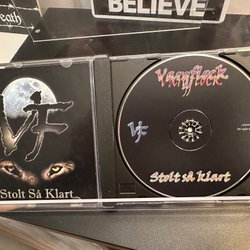 BELIEVE
eath
VF
Stolt Så Klart
Vargflock
VF
Stolt så klart